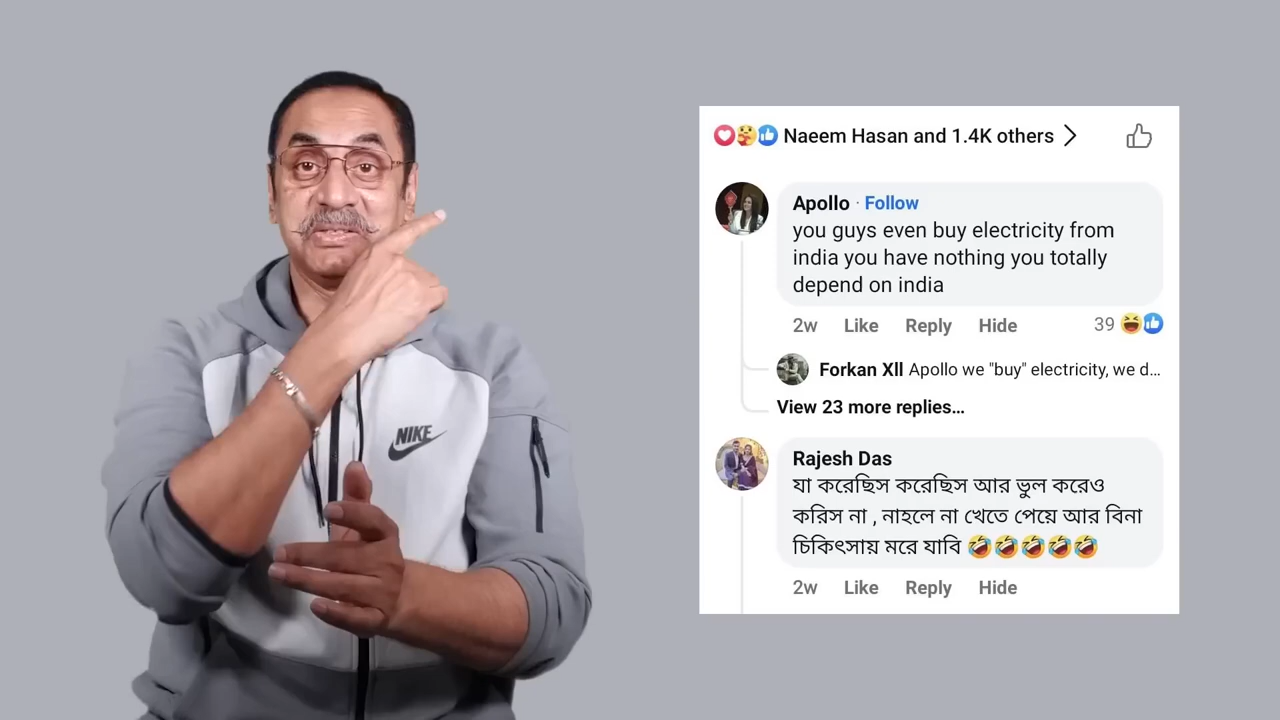 NIKE
Naeem Hasan and 1.4K others
Apollo · Follow
you guys even buy electricity from
india you have nothing you totally
depend on india
2w Like Reply Hide 39
Forkan Xll Apollo we "buy" electricity, we d...
View 23 more replies...
Rajesh Das
যা করেছিস করেছিস আর ভুল করেও
করিস না , নাহলে না খেতে পেয়ে আর বিনা
চিকিৎসায় মরে যাবি 🤣🤣🤣🤣🤣
2w Like Reply Hide